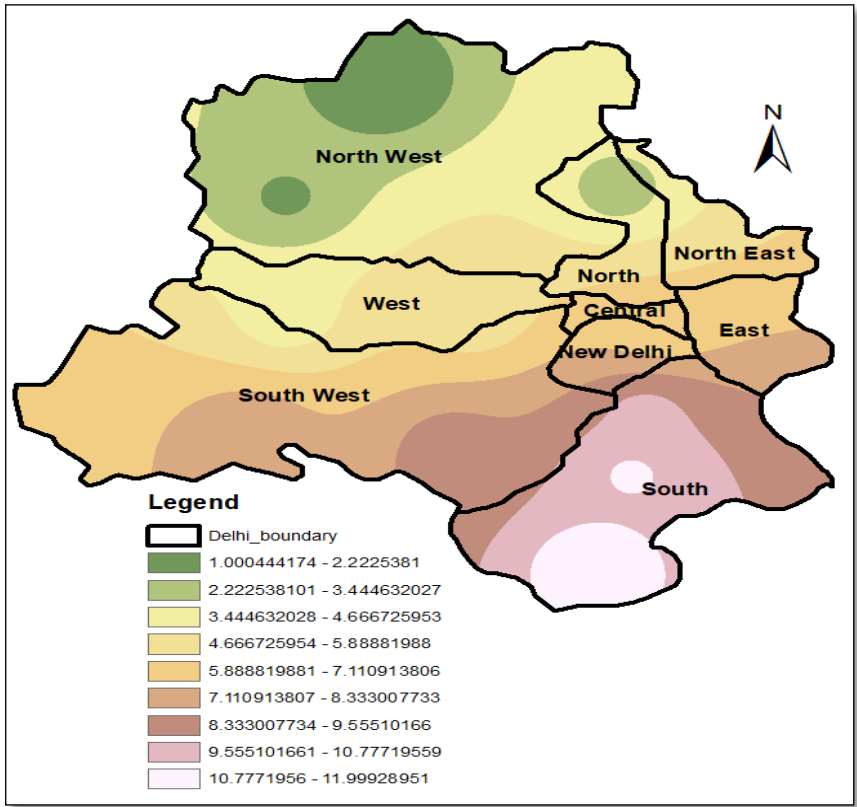 N
North West
North East
North
West
Central
East
New Delhi
South West
South
Legend
Delhi_boundary
1.000444174 - 2.2225381
2.222538101 - 3.444632027
3.444632028 - 4.666725953
4.666725954 - 5.88881988
5.888819881 - 7.110913806
7.110913807 - 8.333007733
8.333007734 - 9.55510166
9.555101661 - 10.77719559
10.7771956 - 11.99928951